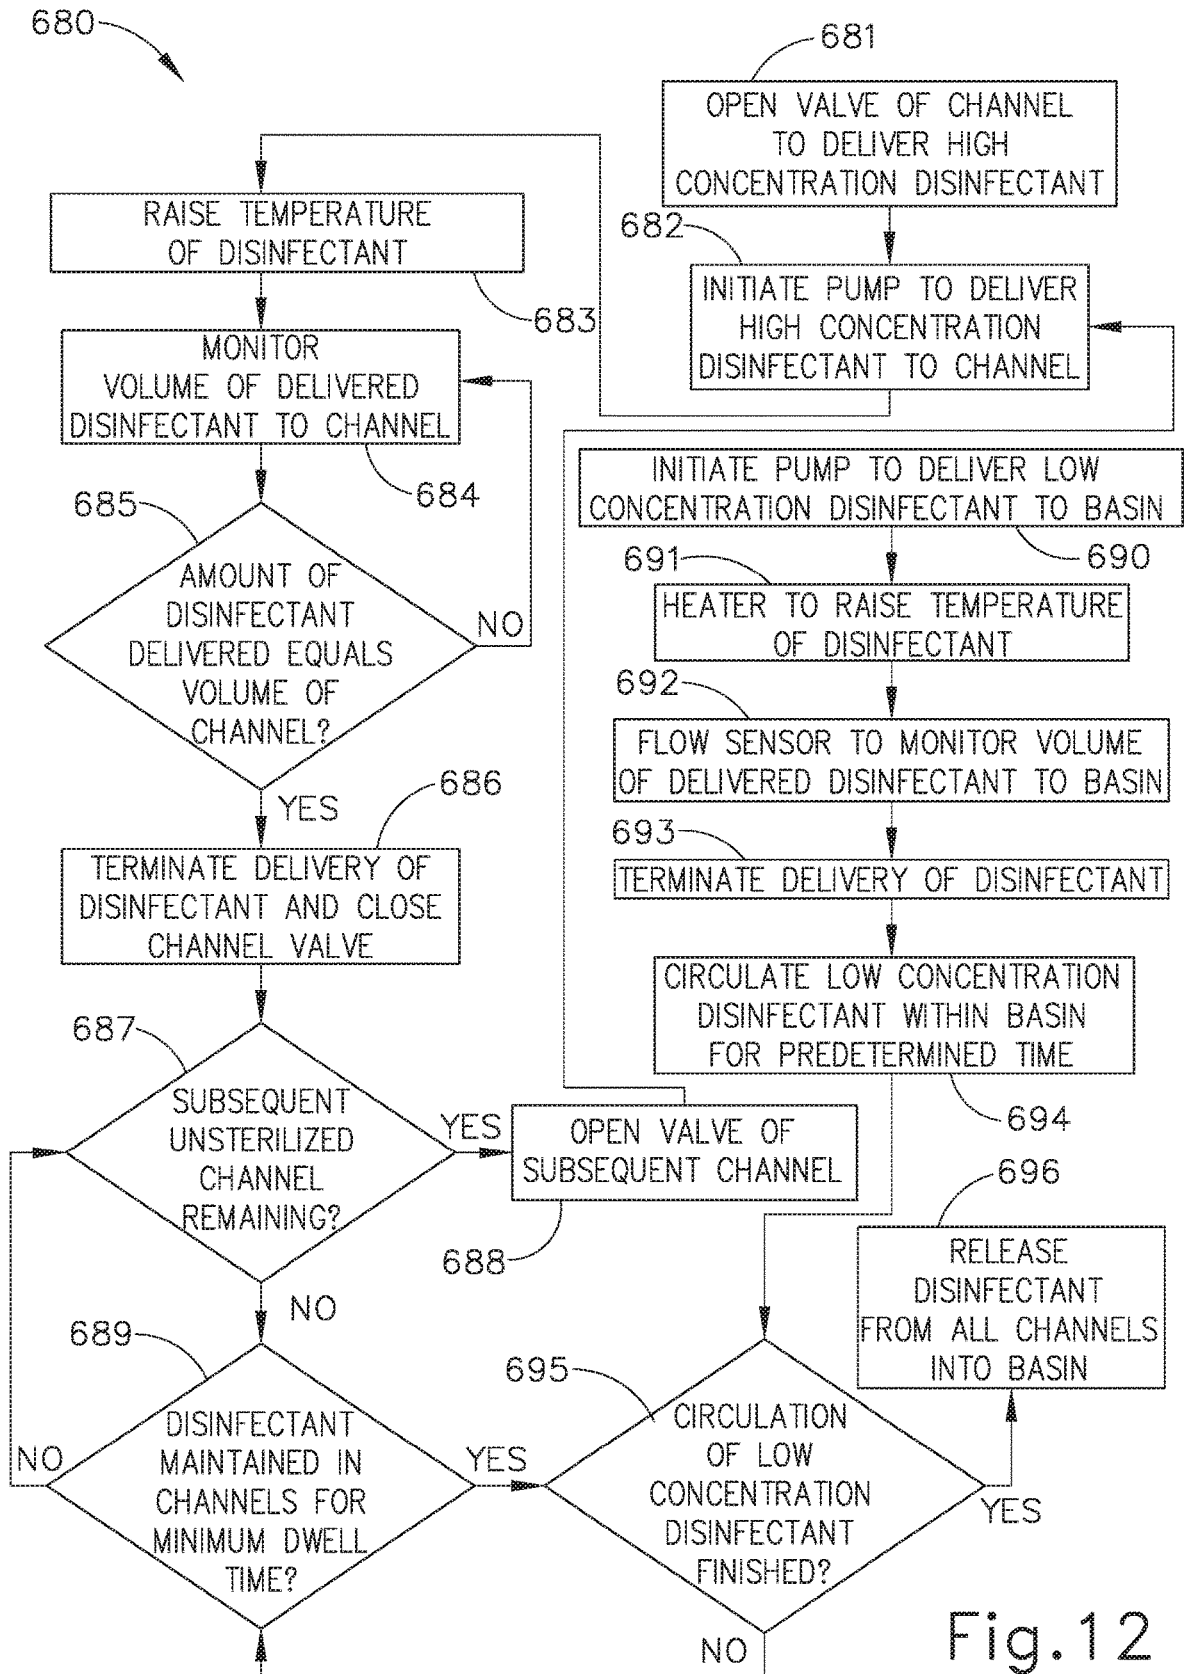 680
681
OPEN VALVE OF CHANNEL
TO DELIVER HIGH
CONCENTRATION DISINFECTANT
682
INITIATE PUMP TO DELIVER
HIGH CONCENTRATION
DISINFECTANT TO CHANNEL
RAISE TEMPERATURE
OF DISINFECTANT
683
MONITOR
VOLUME OF DELIVERED
DISINFECTANT TO CHANNEL
684
685
AMOUNT OF
DISINFECTANT
DELIVERED EQUALS
VOLUME OF
CHANNEL?
NO
YES
686
TERMINATE DELIVERY OF
DISINFECTANT AND CLOSE
CHANNEL VALVE
687
SUBSEQUENT
UNSTERILIZED
CHANNEL
REMAINING?
YES
OPEN VALVE OF
SUBSEQUENT CHANNEL
688
NO
689
DISINFECTANT
MAINTAINED IN
CHANNELS FOR
MINIMUM DWELL
TIME?
NO
YES
INITIATE PUMP TO DELIVER LOW
CONCENTRATION DISINFECTANT TO BASIN
690
691
HEATER TO RAISE TEMPERATURE
OF DISINFECTANT
692
FLOW SENSOR TO MONITOR VOLUME
OF DELIVERED DISINFECTANT TO BASIN
693
TERMINATE DELIVERY OF DISINFECTANT
CIRCULATE LOW CONCENTRATION
DISINFECTANT WITHIN BASIN
FOR PREDETERMINED TIME
694
695
CIRCULATION
OF LOW
CONCENTRATION
DISINFECTANT
FINISHED?
YES
NO
696
RELEASE
DISINFECTANT
FROM ALL CHANNELS
INTO BASIN
Fig.12